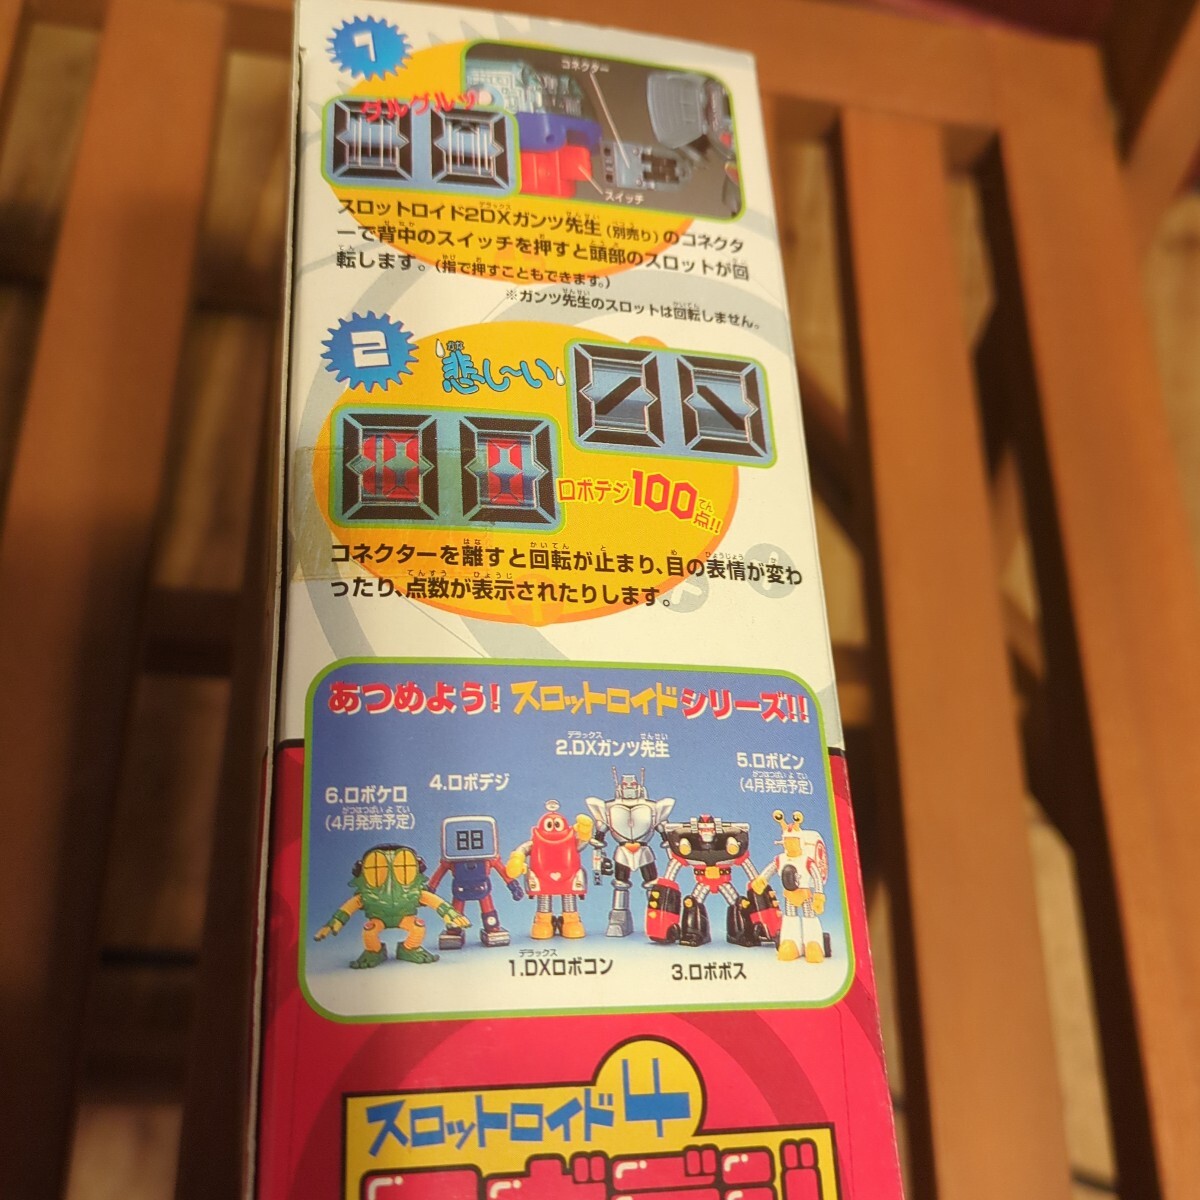 1
コネクター
グルグルッ
スイッチ
スロットロイド2DXガンツ先生(別売り)のコネクタ
ーで背中のスイッチを押すと頭部のスロットが回
転します。(指で押すこともできます。)
※ガンツ先生のスロットは回転しません。
2
悲し〜い
ロボデジ100点!!
コネクターを離すと回転が止まり、目の表情が変わ
ったり、点数が表示されたりします。
あつめよう!スロットロイドシリーズ!!
2.DXガンツ先生
5.ロボピン
(4月発売予定)
4.ロボデジ
6.ロボケロ
(4月発売予定)
88
1.DXロボコン
3.ロボボス
スロットロイド4
ロボデジ